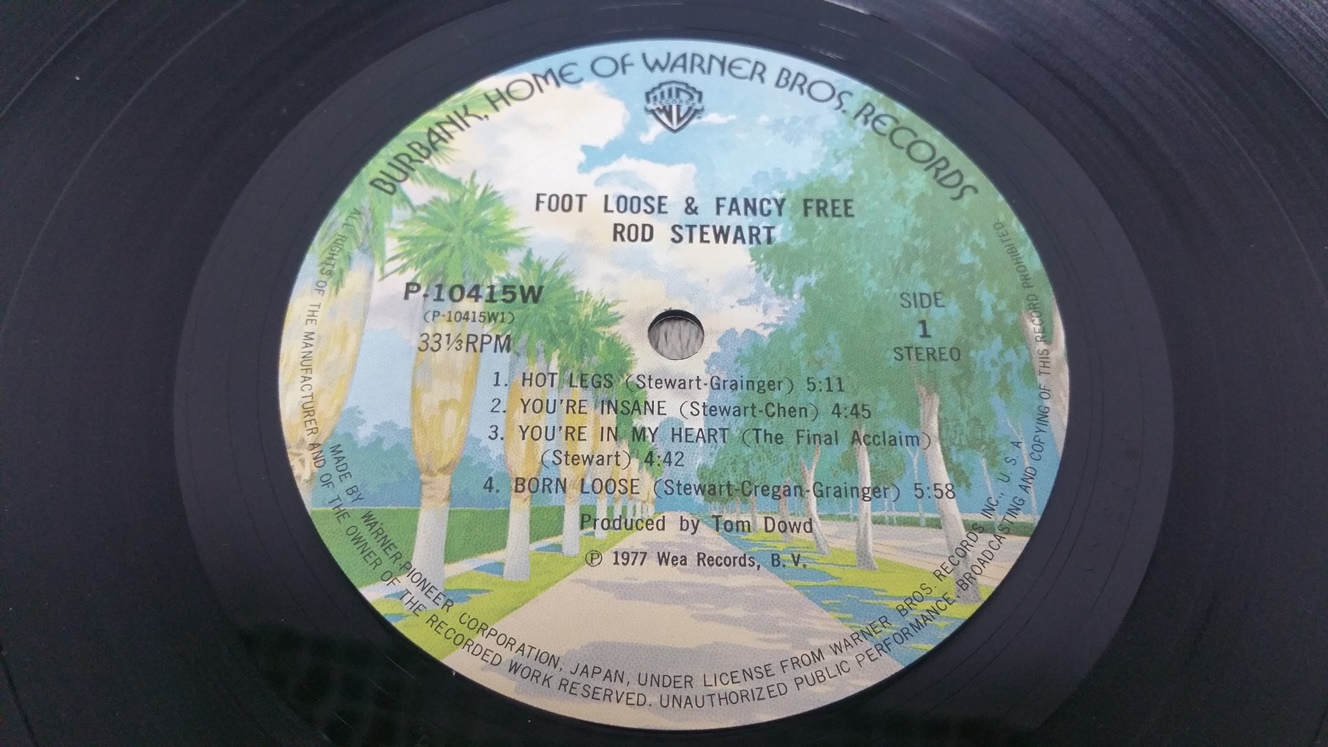 BURBANK, HOME OF WARNER BROS. RECORDS
WB
FOOT LOOSE & FANCY FREE
ROD STEWART
P-10415W
(P-10415W1)
33⅓RPM
SIDE
1
STEREO
1. HOT LEGS (Stewart-Grainger) 5:11
2. YOU'RE INSANE (Stewart-Chen) 4:45
3. YOU'RE IN MY HEART (The Final Acclaim)
(Stewart) 4:42
4. BORN LOOSE (Stewart-Cregan-Grainger) 5:58
Produced by Tom Dowd
Ⓟ 1977 Wea Records, B.V.
MADE BY WARNER-PIONEER CORPORATION, JAPAN, UNDER LICENSE FROM WARNER BROS. RECORDS INC., U.S.A.
ALL RIGHTS OF THE MANUFACTURER AND OF THE OWNER OF THE RECORDED WORK RESERVED. UNAUTHORIZED PUBLIC PERFORMANCE, BROADCASTING AND COPYING OF THIS RECORD PROHIBITED.